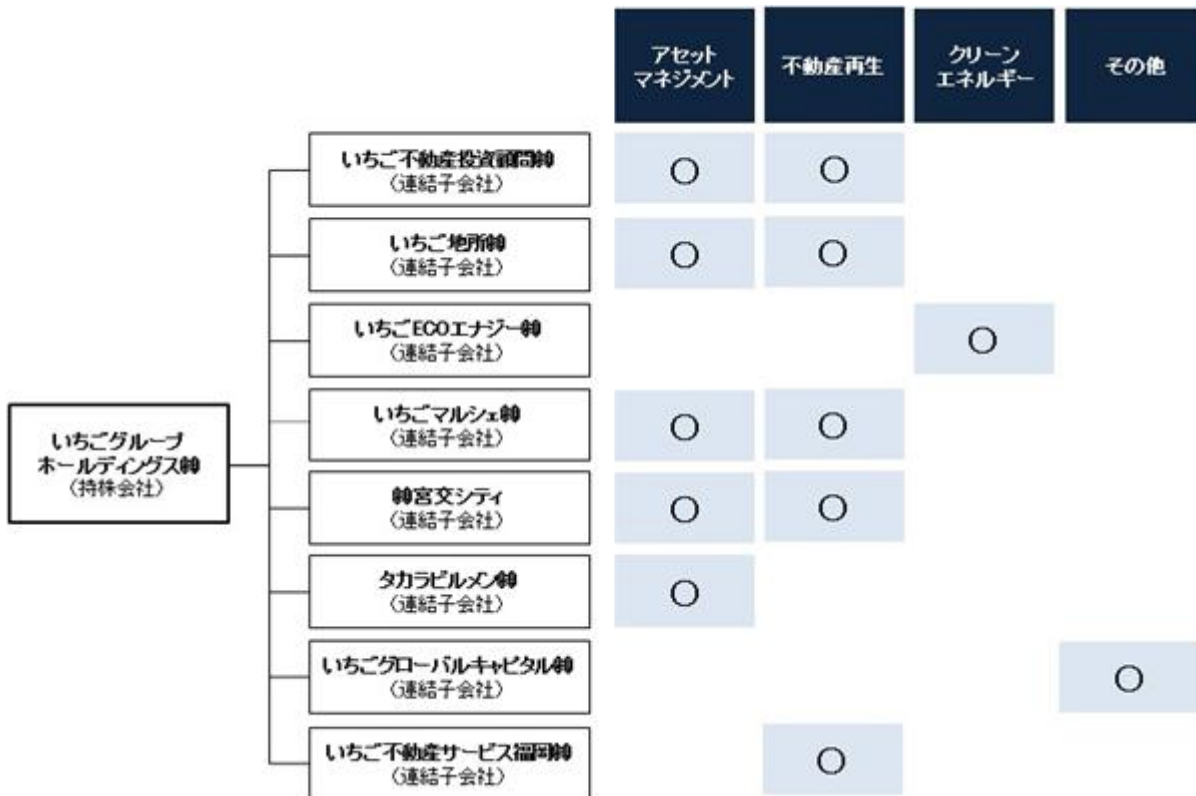 アセット
マネジメント
不動産再生
クリーン
エネルギー
その他
いちご不動産投資顧問㈱
（連結子会社）
○
○
いちご地所㈱
（連結子会社）
○
○
いちごECOエナジー㈱
（連結子会社）
○
いちごグループ
ホールディングス㈱
（持株会社）
いちごマルシェ㈱
（連結子会社）
○
○
㈱宮交シティ
（連結子会社）
○
○
タカラビルメン㈱
（連結子会社）
○
いちごグローバルキャピタル㈱
（連結子会社）
○
いちご不動産サービス福岡㈱
（連結子会社）
○